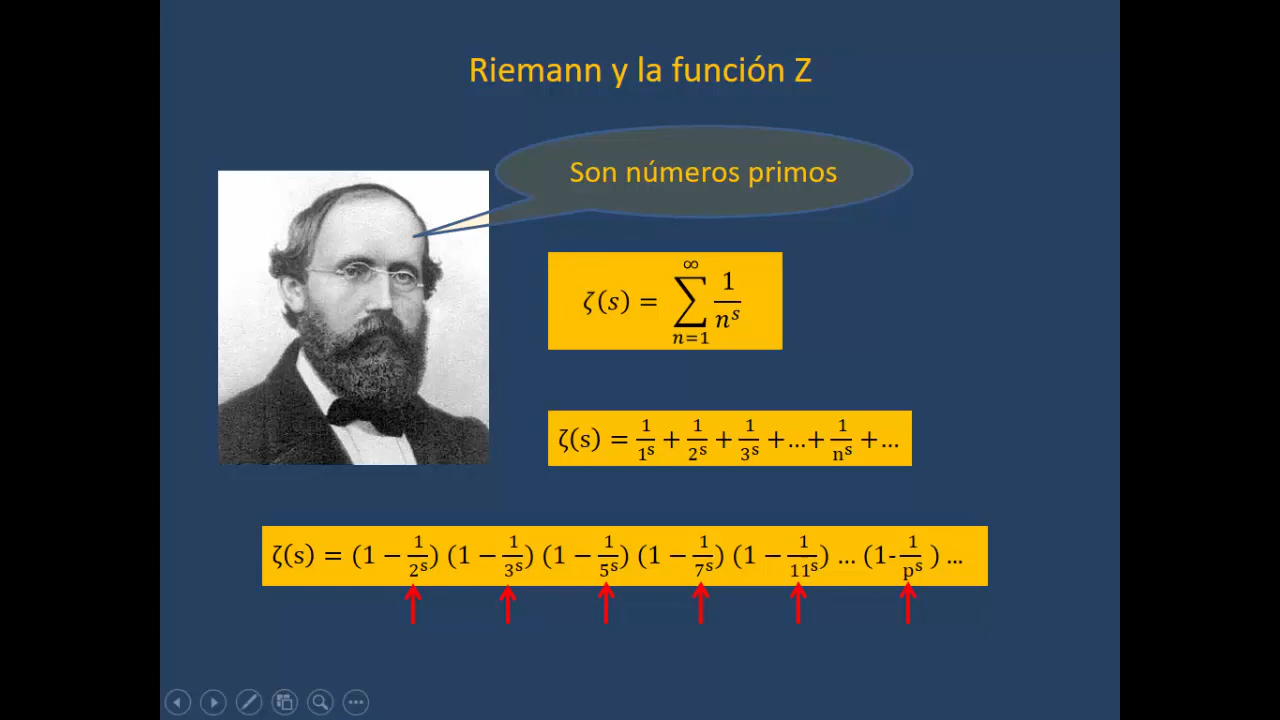 Riemann y la función Z
Son números primos
ζ(s) = ∑_{n=1}^{∞} 1/n^s
ζ(s) = 1/1^s + 1/2^s + 1/3^s + ...+ 1/n^s + ...
ζ(s) = (1 − 1/2^s) (1 − 1/3^s) (1 − 1/5^s) (1 − 1/7^s) (1 − 1/11^s) ... (1- 1/p^s ) ...